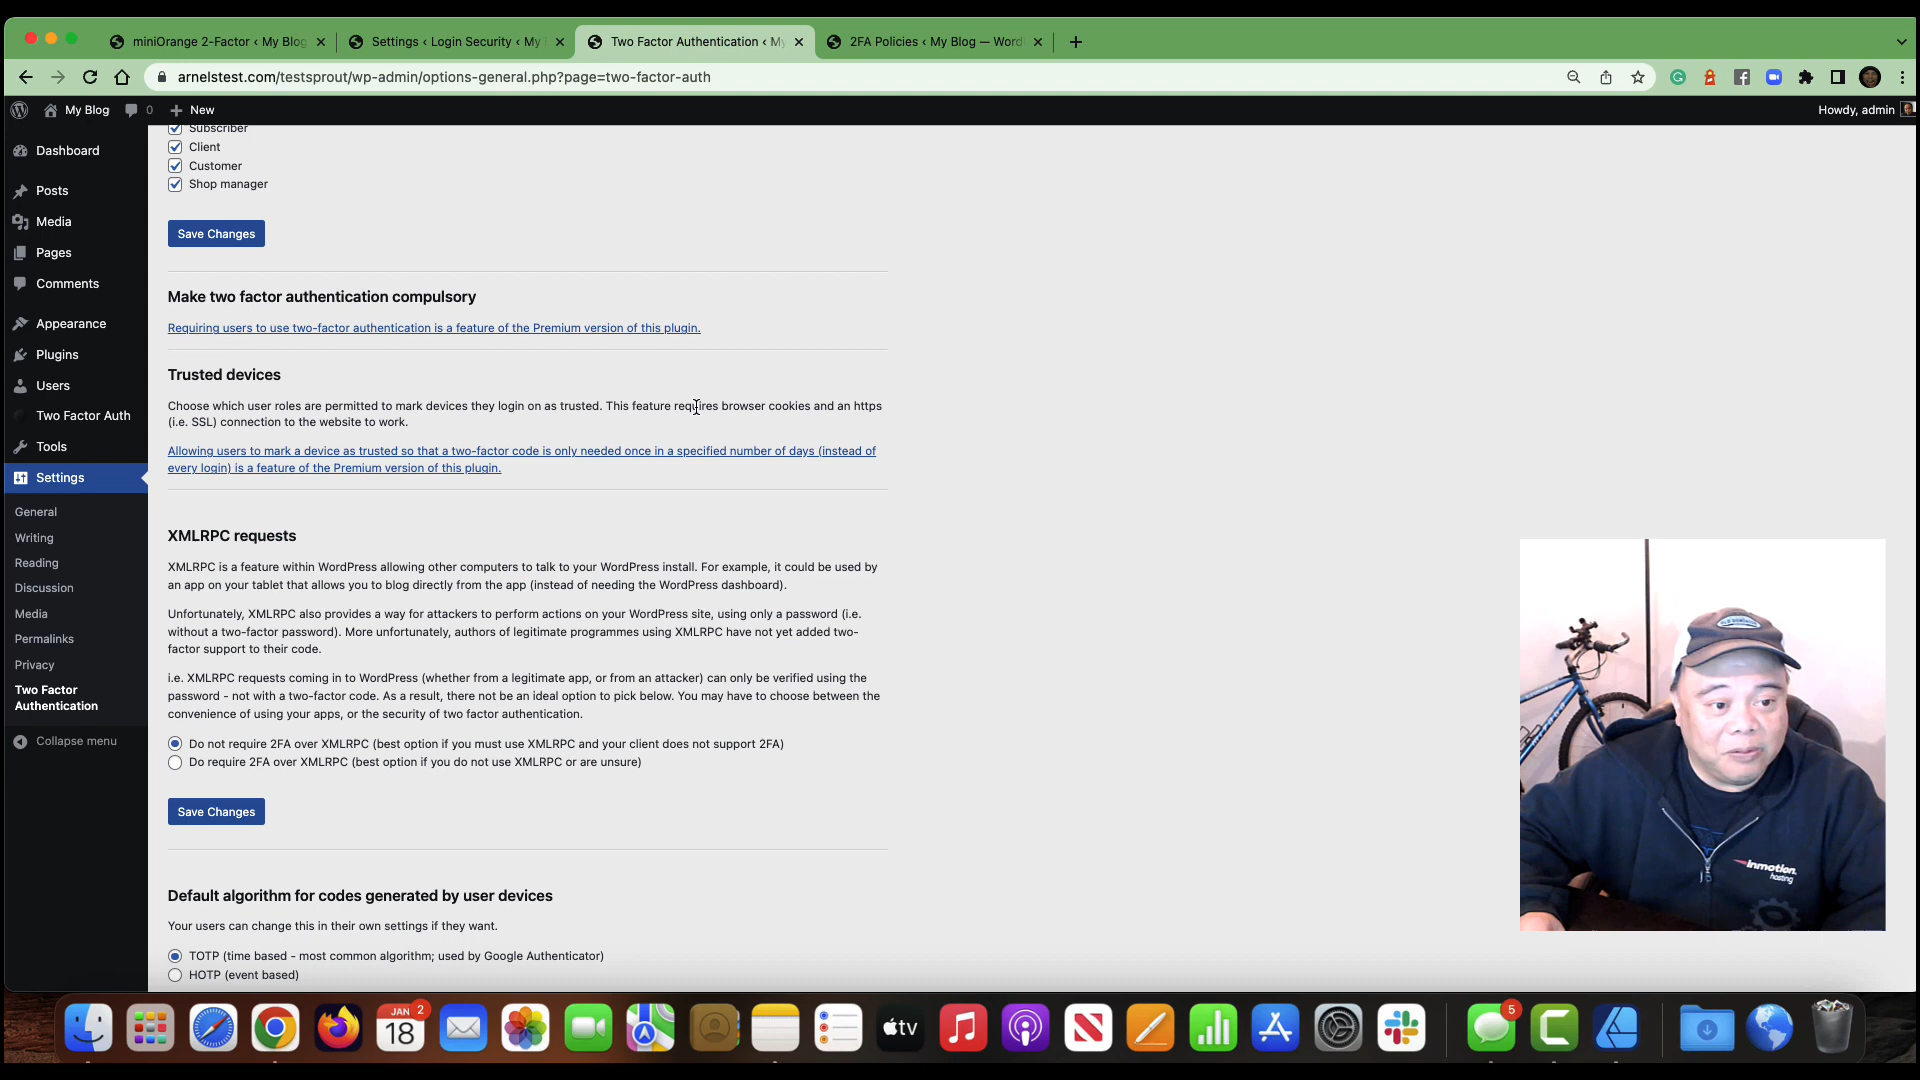 miniOrange 2-Factor ‹ My Blog
Settings ‹ Login Security ‹ My
Two Factor Authentication ‹ My
2FA Policies ‹ My Blog — Word
arnelstest.com/testsprout/wp-admin/options-general.php?page=two-factor-auth
My Blog
0
New
Howdy, admin
Dashboard
Posts
Media
Pages
Comments
Appearance
Plugins
Users
Two Factor Auth
Tools
Settings
General
Writing
Reading
Discussion
Media
Permalinks
Privacy
Two Factor
Authentication
Collapse menu
Subscriber
Client
Customer
Shop manager
Save Changes
Make two factor authentication compulsory
Requiring users to use two-factor authentication is a feature of the Premium version of this plugin.
Trusted devices
Choose which user roles are permitted to mark devices they login on as trusted. This feature requires browser cookies and an https
(i.e. SSL) connection to the website to work.
Allowing users to mark a device as trusted so that a two-factor code is only needed once in a specified number of days (instead of
every login) is a feature of the Premium version of this plugin.
XMLRPC requests
XMLRPC is a feature within WordPress allowing other computers to talk to your WordPress install. For example, it could be used by
an app on your tablet that allows you to blog directly from the app (instead of needing the WordPress dashboard).
Unfortunately, XMLRPC also provides a way for attackers to perform actions on your WordPress site, using only a password (i.e.
without a two-factor password). More unfortunately, authors of legitimate programmes using XMLRPC have not yet added two-
factor support to their code.
i.e. XMLRPC requests coming in to WordPress (whether from a legitimate app, or from an attacker) can only be verified using the
password - not with a two-factor code. As a result, there not be an ideal option to pick below. You may have to choose between the
convenience of using your apps, or the security of two factor authentication.
Do not require 2FA over XMLRPC (best option if you must use XMLRPC and your client does not support 2FA)
Do require 2FA over XMLRPC (best option if you do not use XMLRPC or are unsure)
Save Changes
Default algorithm for codes generated by user devices
Your users can change this in their own settings if they want.
TOTP (time based - most common algorithm; used by Google Authenticator)
HOTP (event based)
inmotion
hosting
JAN
18
2
tv
5